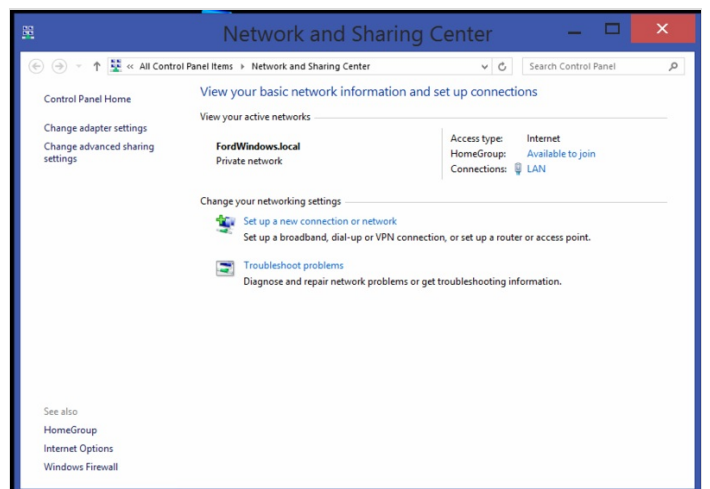 Network and Sharing Center
« All Control Panel Items Network and Sharing Center
Search Control Panel
Control Panel Home
Change adapter settings
Change advanced sharing
settings
View your basic network information and set up connections
View your active networks
FordWindows.local
Private network
Access type: Internet
HomeGroup: Available to join
Connections: LAN
Change your networking settings
Set up a new connection or network
Set up a broadband, dial-up or VPN connection, or set up a router or access point.
Troubleshoot problems
Diagnose and repair network problems or get troubleshooting information.
See also
HomeGroup
Internet Options
Windows Firewall